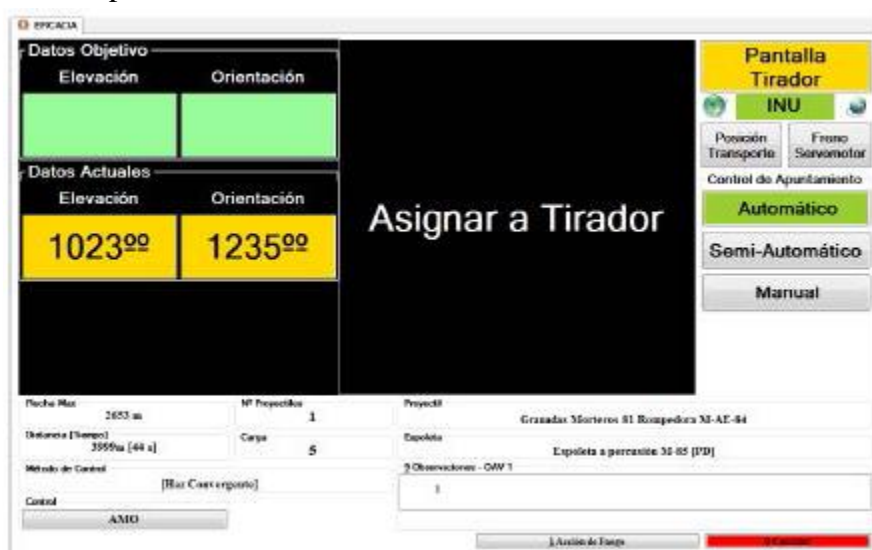 EFICACIA
Datos Objetivo
Elevación Orientación
Datos Actuales
Elevación Orientación
1023ºº 1235ºº
Asignar a Tirador
Pantalla
Tirador
INU
Posición
Transporte
Freno
Servomotor
Control de Apuntamiento
Automático
Semi-Automático
Manual
Flecha Max
2653 m
Nº Proyectiles
1
Proyectil
Granadas Morteros 81 Rompedora M-AE-84
Distancia [Tiempo]
3999m [44 s]
Carga
5
Espoleta
Espoleta a percusión M-85 [PD]
Método de Control
[Haz Convergente]
Observaciones - OAV 1
1
Control
AMO
Acción de Fuego